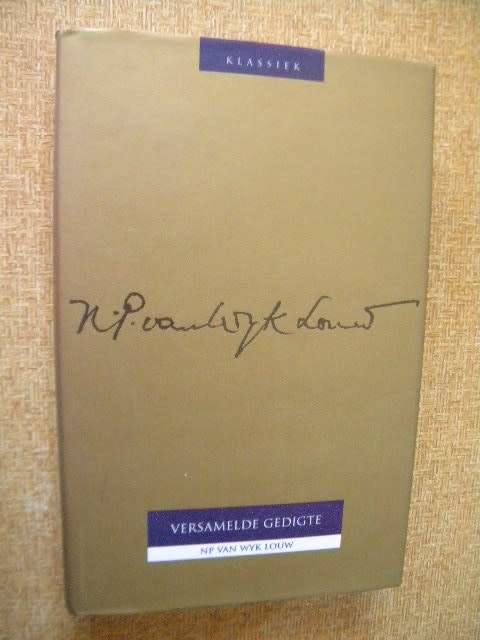 KLASSIEK
N.P. van Wyk Louw
VERSAMELDE GEDIGTE
NP VAN WYK LOUW